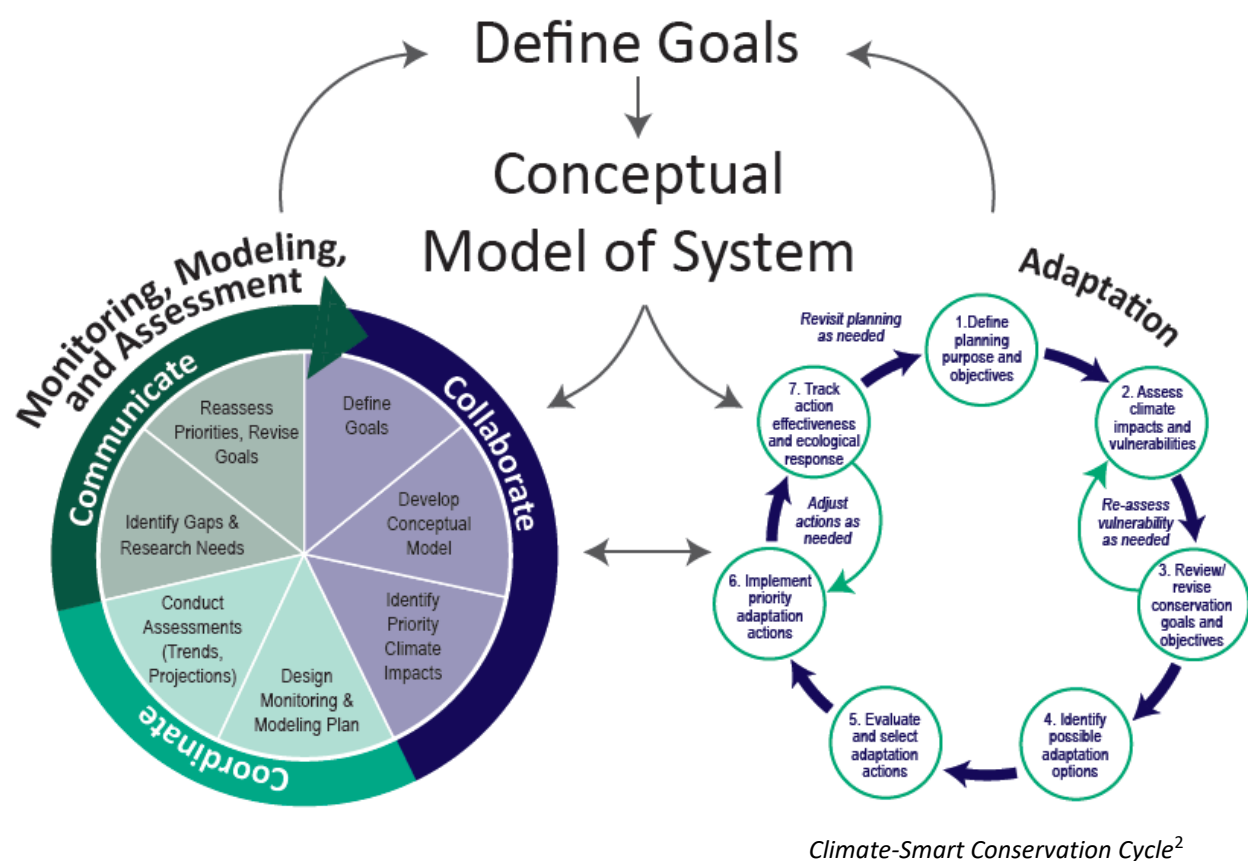 Define Goals
Conceptual
Model of System
Monitoring, Modeling,
and Assessment
Communicate
Collaborate
Coordinate
Define
Goals
Develop
Conceptual
Model
Identify
Priority
Climate
Impacts
Design
Monitoring &
Modeling Plan
Conduct
Assessments
(Trends,
Projections)
Identify Gaps &
Research Needs
Reassess
Priorities, Revise
Goals
Adaptation
1.Define
planning
purpose and
objectives
2. Assess
climate
impacts and
vulnerabilities
Re-assess
vulnerability
as needed
3. Review/
revise
conservation
goals and
objectives
4. Identify
possible
adaptation
options
5. Evaluate
and select
adaptation
actions
6. Implement
priority
adaptation
actions
7. Track
action
effectiveness
and ecological
response
Adjust
actions as
needed
Revisit planning
as needed
Climate-Smart Conservation Cycle²